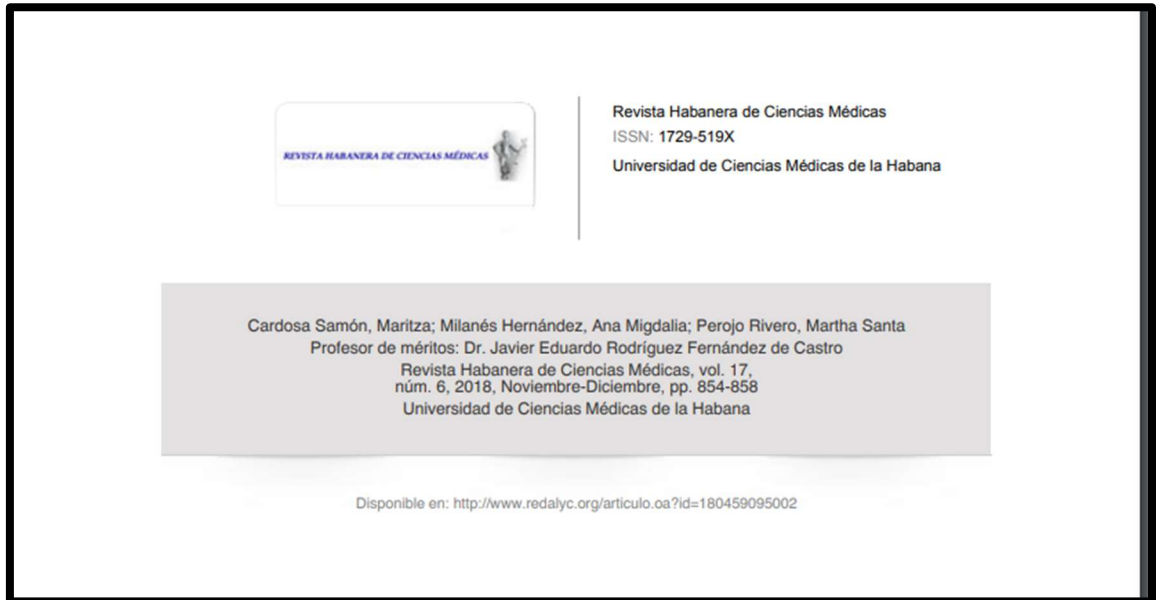 REVISTA HABANERA DE CIENCIAS MÉDICAS
Revista Habanera de Ciencias Médicas
ISSN: 1729-519X
Universidad de Ciencias Médicas de la Habana
Cardosa Samón, Maritza; Milanés Hernández, Ana Migdalia; Perojo Rivero, Martha Santa
Profesor de méritos: Dr. Javier Eduardo Rodríguez Fernández de Castro
Revista Habanera de Ciencias Médicas, vol. 17,
núm. 6, 2018, Noviembre-Diciembre, pp. 854-858
Universidad de Ciencias Médicas de la Habana
Disponible en: http://www.redalyc.org/articulo.oa?id=180459095002